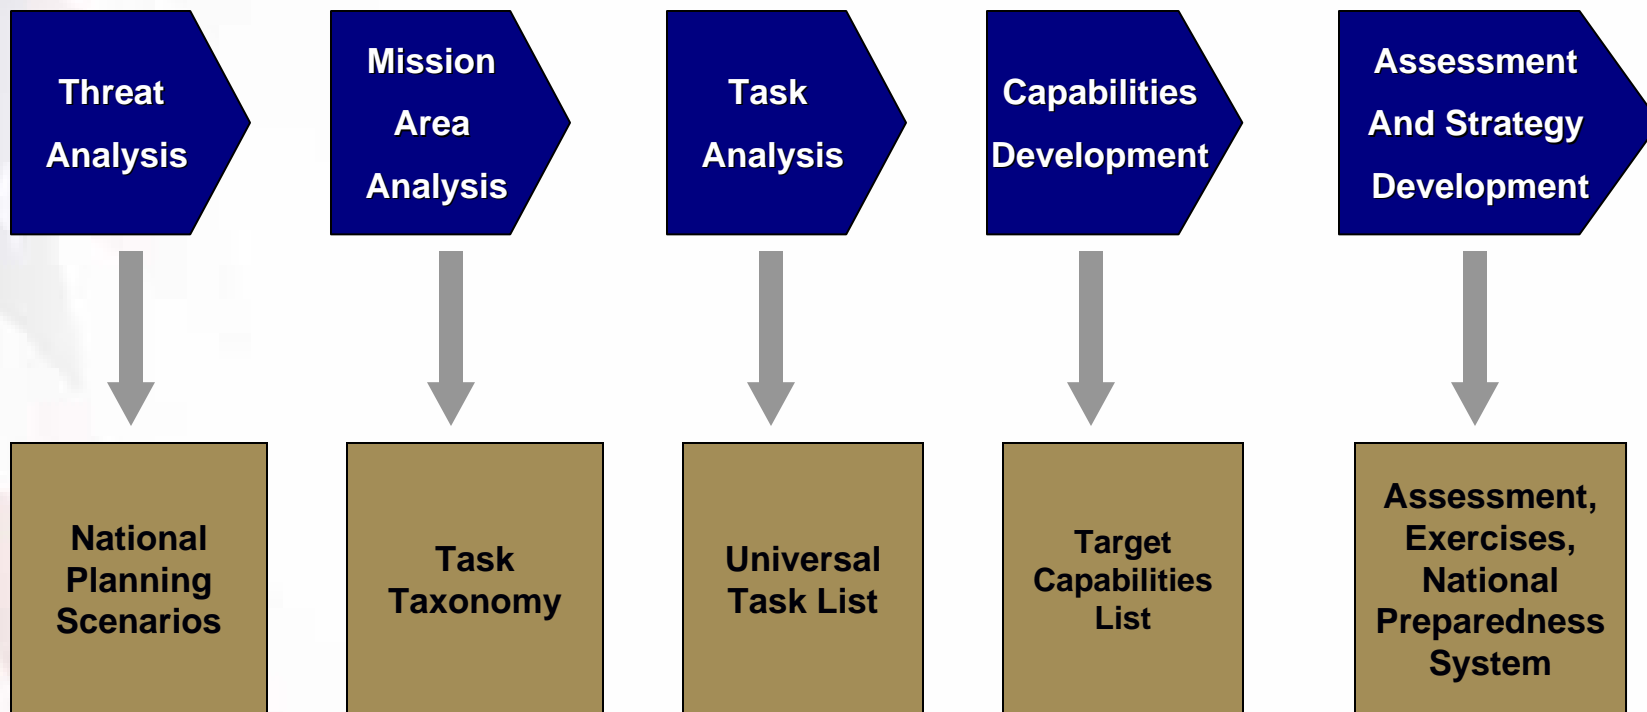 Threat
Analysis
Mission
Area
Analysis
Task
Analysis
Capabilities
Development
Assessment
And Strategy
Development
National
Planning
Scenarios
Task
Taxonomy
Universal
Task List
Target
Capabilities
List
Assessment,
Exercises,
National
Preparedness
System